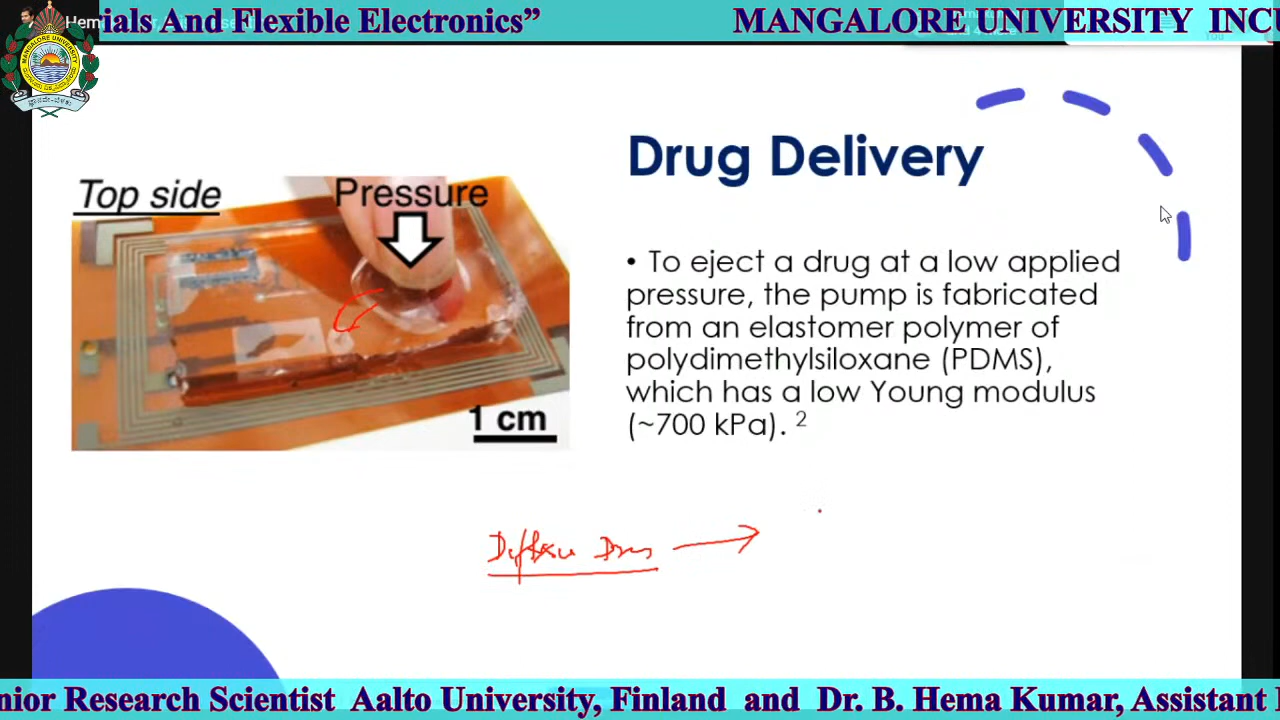 ials And Flexible Electronics”
MANGALORE UNIVERSITY INC
MANGALORE UNIVERSITY
Drug Delivery
Top side
Pressure
1 cm
• To eject a drug at a low applied
pressure, the pump is fabricated
from an elastomer polymer of
polydimethylsiloxane (PDMS),
which has a low Young modulus
(~700 kPa). 2
nior Research Scientist Aalto University, Finland and Dr. B. Hema Kumar, Assistant